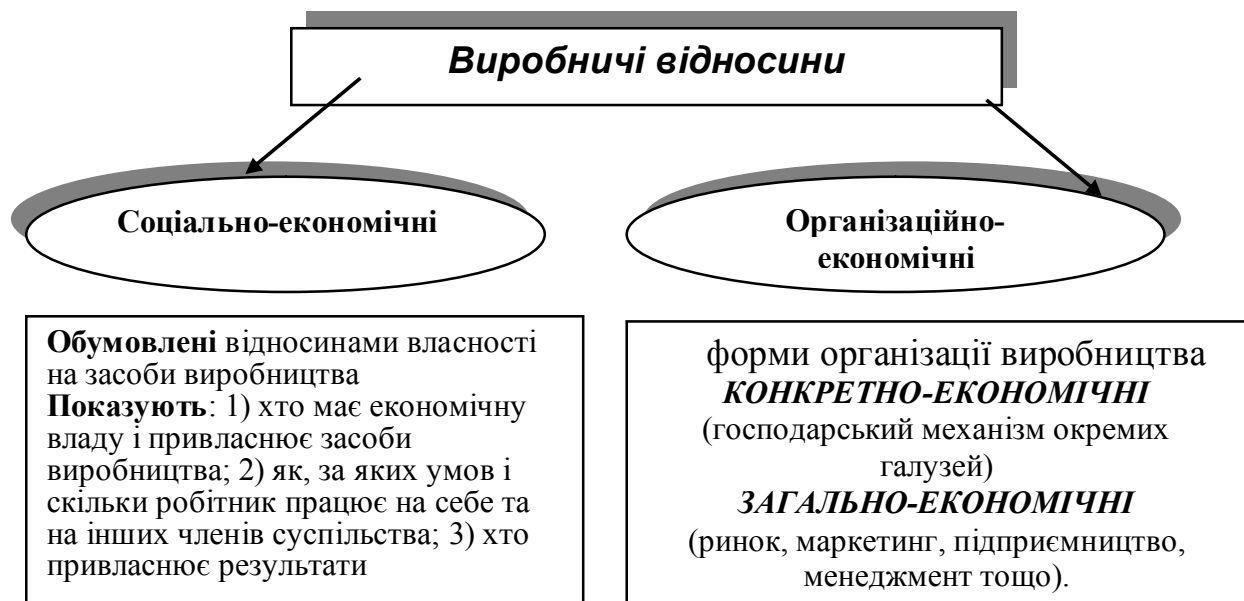 Виробничі відносини
Соціально-економічні
Організаційно-
економічні
Обумовлені відносинами власності
на засоби виробництва
Показують: 1) хто має економічну
владу і привласнює засоби
виробництва; 2) як, за яких умов і
скільки робітник працює на себе та
на інших членів суспільства; 3) хто
привласнює результати
форми організації виробництва
КОНКРЕТНО-ЕКОНОМІЧНІ
(господарський механізм окремих
галузей)
ЗАГАЛЬНО-ЕКОНОМІЧНІ
(ринок, маркетинг, підприємництво,
менеджмент тощо).